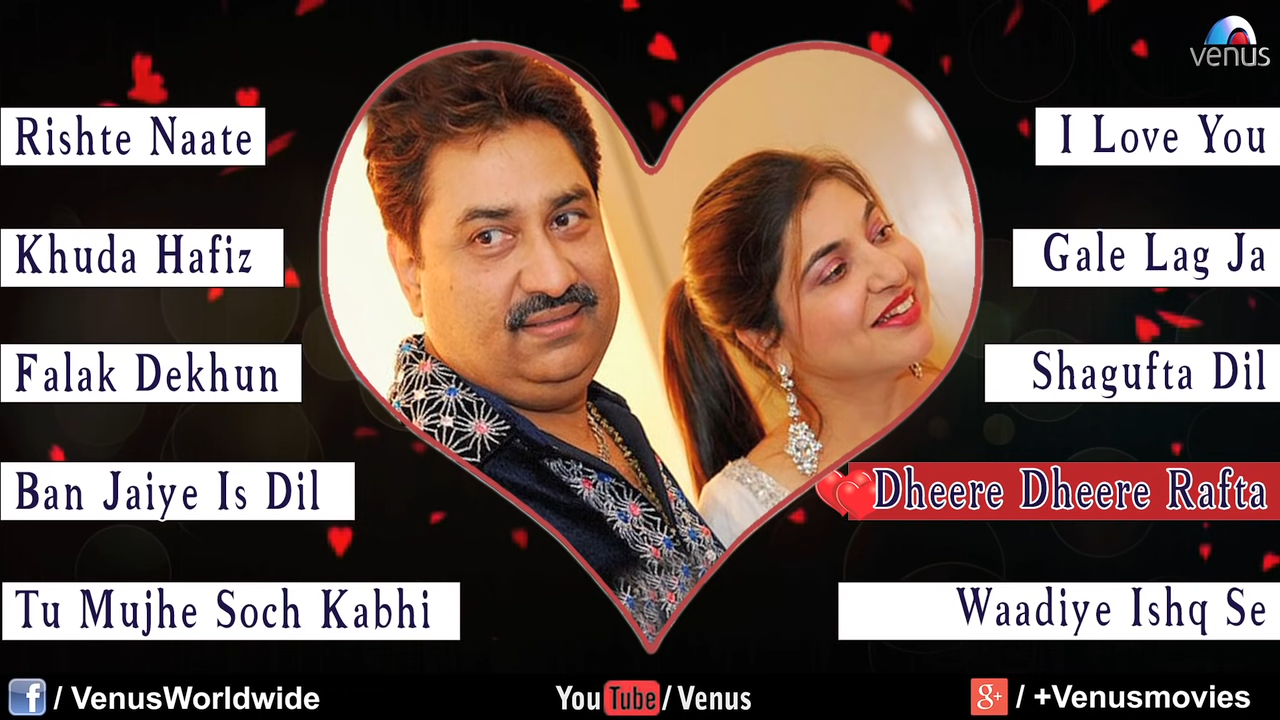 venus
Rishte Naate
I Love You
Khuda Hafiz
Gale Lag Ja
Falak Dekhun
Shagufta Dil
Ban Jaiye Is Dil
Dheere Dheere Rafta
Tu Mujhe Soch Kabhi
Waadiye Ishq Se
f / VenusWorldwide
YouTube / Venus
g+ / +Venusmovies